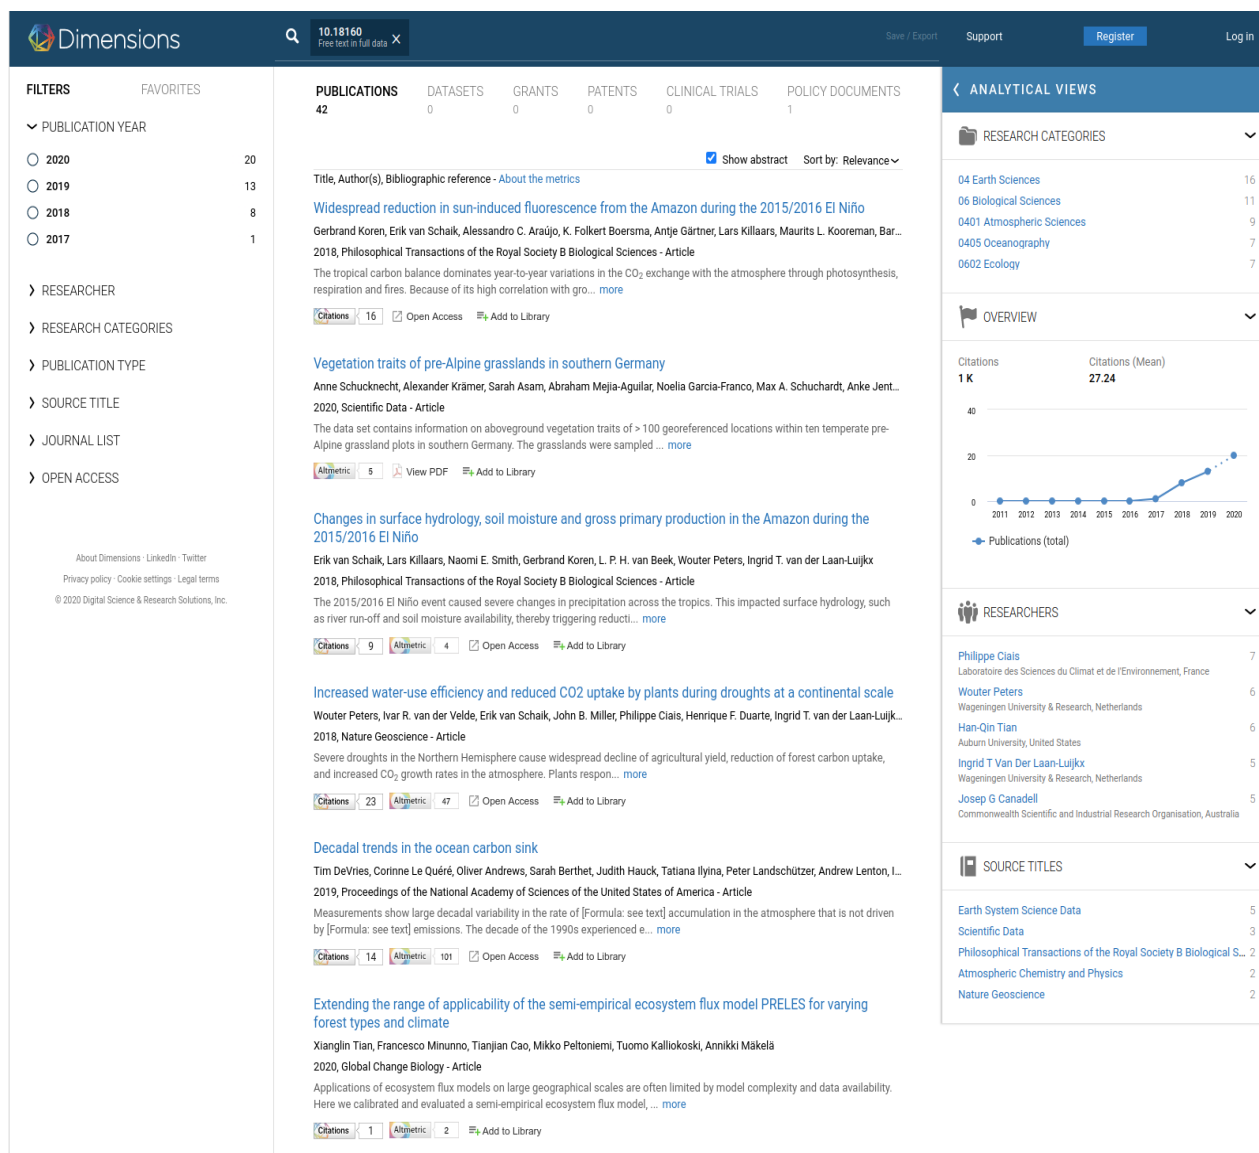 Dimensions
10.18160
Free text in full data X
Save / Export
Support
Register
Log in
FILTERS
FAVORITES
PUBLICATION YEAR
2020 20
2019 13
2018 8
2017 1
RESEARCHER
RESEARCH CATEGORIES
PUBLICATION TYPE
SOURCE TITLE
JOURNAL LIST
OPEN ACCESS
About Dimensions · LinkedIn · Twitter
Privacy policy · Cookie settings · Legal terms
© 2020 Digital Science & Research Solutions, Inc.
PUBLICATIONS DATASETS GRANTS PATENTS CLINICAL TRIALS POLICY DOCUMENTS
42 0 0 0 0 1
Show abstract Sort by: Relevance
Title, Author(s), Bibliographic reference - About the metrics
Widespread reduction in sun-induced fluorescence from the Amazon during the 2015/2016 El Niño
Gerbrand Koren, Erik van Schaik, Alessandro C. Araújo, K. Folkert Boersma, Antje Gärtner, Lars Killaars, Maurits L. Kooreman, Bar...
2018, Philosophical Transactions of the Royal Society B Biological Sciences - Article
The tropical carbon balance dominates year-to-year variations in the CO₂ exchange with the atmosphere through photosynthesis,
respiration and fires. Because of its high correlation with gro... more
Citations 16 Open Access Add to Library
Vegetation traits of pre-Alpine grasslands in southern Germany
Anne Schucknecht, Alexander Krämer, Sarah Asam, Abraham Mejia-Aguilar, Noelia Garcia-Franco, Max A. Schuchardt, Anke Jent...
2020, Scientific Data - Article
The data set contains information on aboveground vegetation traits of > 100 georeferenced locations within ten temperate pre-
Alpine grassland plots in southern Germany. The grasslands were sampled ... more
Altmetric 5 View PDF Add to Library
Changes in surface hydrology, soil moisture and gross primary production in the Amazon during the
2015/2016 El Niño
Erik van Schaik, Lars Killaars, Naomi E. Smith, Gerbrand Koren, L. P. H. van Beek, Wouter Peters, Ingrid T. van der Laan-Luijkx
2018, Philosophical Transactions of the Royal Society B Biological Sciences - Article
The 2015/2016 El Niño event caused severe changes in precipitation across the tropics. This impacted surface hydrology, such
as river run-off and soil moisture availability, thereby triggering reducti... more
Citations 9 Altmetric 4 Open Access Add to Library
Increased water-use efficiency and reduced CO2 uptake by plants during droughts at a continental scale
Wouter Peters, Ivar R. van der Velde, Erik van Schaik, John B. Miller, Philippe Ciais, Henrique F. Duarte, Ingrid T. van der Laan-Luijk...
2018, Nature Geoscience - Article
Severe droughts in the Northern Hemisphere cause widespread decline of agricultural yield, reduction of forest carbon uptake,
and increased CO₂ growth rates in the atmosphere. Plants respon... more
Citations 23 Altmetric 47 Open Access Add to Library
Decadal trends in the ocean carbon sink
Tim DeVries, Corinne Le Quéré, Oliver Andrews, Sarah Berthet, Judith Hauck, Tatiana Ilyina, Peter Landschützer, Andrew Lenton, I...
2019, Proceedings of the National Academy of Sciences of the United States of America - Article
Measurements show large decadal variability in the rate of [Formula: see text] accumulation in the atmosphere that is not driven
by [Formula: see text] emissions. The decade of the 1990s experienced e... more
Citations 14 Altmetric 101 Open Access Add to Library
Extending the range of applicability of the semi-empirical ecosystem flux model PRELES for varying
forest types and climate
Xianglin Tian, Francesco Minunno, Tianjian Cao, Mikko Peltoniemi, Tuomo Kalliokoski, Annikki Mäkelä
2020, Global Change Biology - Article
Applications of ecosystem flux models on large geographical scales are often limited by model complexity and data availability.
Here we calibrated and evaluated a semi-empirical ecosystem flux model, ... more
Citations 1 Altmetric 2 Add to Library
ANALYTICAL VIEWS
RESEARCH CATEGORIES
04 Earth Sciences 16
06 Biological Sciences 11
0401 Atmospheric Sciences 9
0405 Oceanography 7
0602 Ecology 7
OVERVIEW
Citations Citations (Mean)
1 K 27.24
40
20
0
2011 2012 2013 2014 2015 2016 2017 2018 2019 2020
Publications (total)
RESEARCHERS
Philippe Ciais 7
Laboratoire des Sciences du Climat et de l'Environnement, France
Wouter Peters 6
Wageningen University & Research, Netherlands
Han-Qin Tian 6
Auburn University, United States
Ingrid T Van Der Laan-Luijkx 5
Wageningen University & Research, Netherlands
Josep G Canadell 5
Commonwealth Scientific and Industrial Research Organisation, Australia
SOURCE TITLES
Earth System Science Data 5
Scientific Data 3
Philosophical Transactions of the Royal Society B Biological S... 2
Atmospheric Chemistry and Physics 2
Nature Geoscience 2